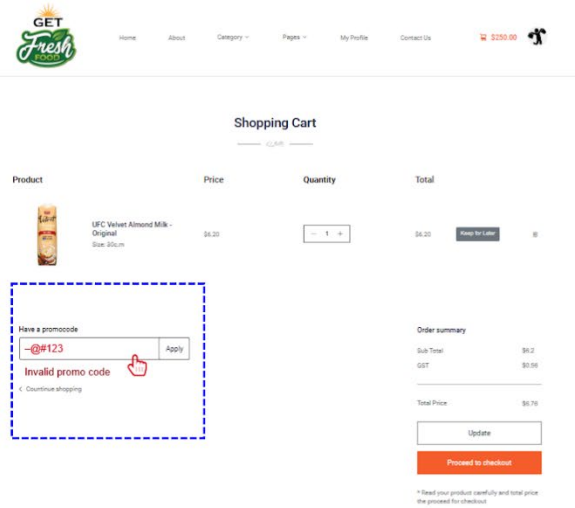 GET
Fresh
FOOD
Home About Category Pages My Profile Contact Us $250.00
Shopping Cart
Product Price Quantity Total
UFC Velvet Almond Milk -
Original
$6.20 - 1 + $6.20 Keep for Later
Have a promocode
--@#123 Apply
Invalid promo code
< Countinue shopping
Order summary
Sub Total $6.2
GST $0.56
Total Price $6.76
Update
Proceed to checkout
* Read your product carefully and total price
the proceed for checkout